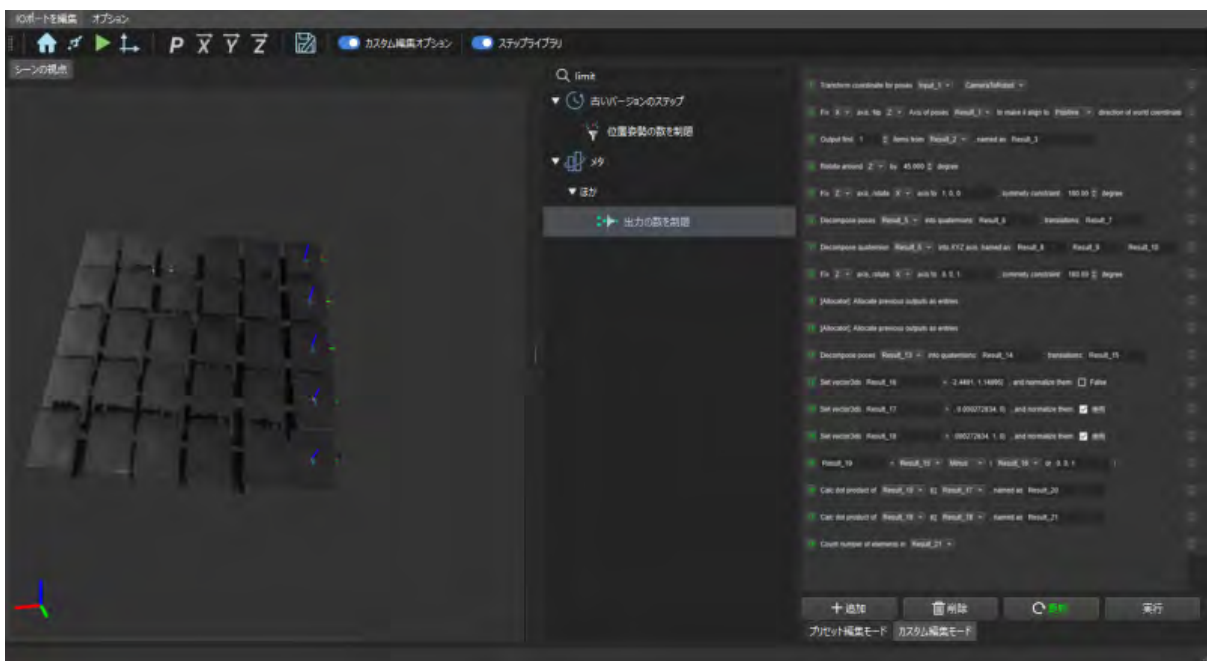 IOポートを編集 オプション
P X Y Z カスタム編集オプション ステップライブラリ
シーンの視点
limit
古いバージョンのステップ
位置姿勢の数を制限
メタ
ほか
出力の数を制限
Transform coordinate for poses Input_1 CameraToRobot
Fix X axis, flip Z Axis of poses Result_1 to make it align to Positive direction of world coordinate
Output first 1 items from Result_2 named as Result_3
Rotate around Z by 45.000 degree
Fix Z axis, rotate X axis to 1, 0, 0 symmetry constraint 180.00 degree
Decompose poses Result_5 into quaternions Result_6 translations Result_7
Decompose quaternion Result_6 into XYZ axis, named as Result_8 Result_9 Result_10
Fix Z axis, rotate X axis to 0, 0, 1 symmetry constraint 180.00 degree
[Allocator]: Allocate previous outputs as entries
[Allocator]: Allocate previous outputs as entries
Decompose poses Result_13 into quaternions Result_14 translations Result_15
Set vector3ds Result_16 = and normalize them False
Set vector3ds Result_17 = and normalize them 使用
Set vector3ds Result_18 = and normalize them 使用
Result_19 = Result_15 Minus ( Result_16 or 0, 0, 1 )
Calc dot product of Result_19 和 Result_17 named as Result_20
Calc dot product of Result_19 和 Result_18 named as Result_21
Count number of elements in Result_21
追加 削除 実行
プリセット編集モード カスタム編集モード